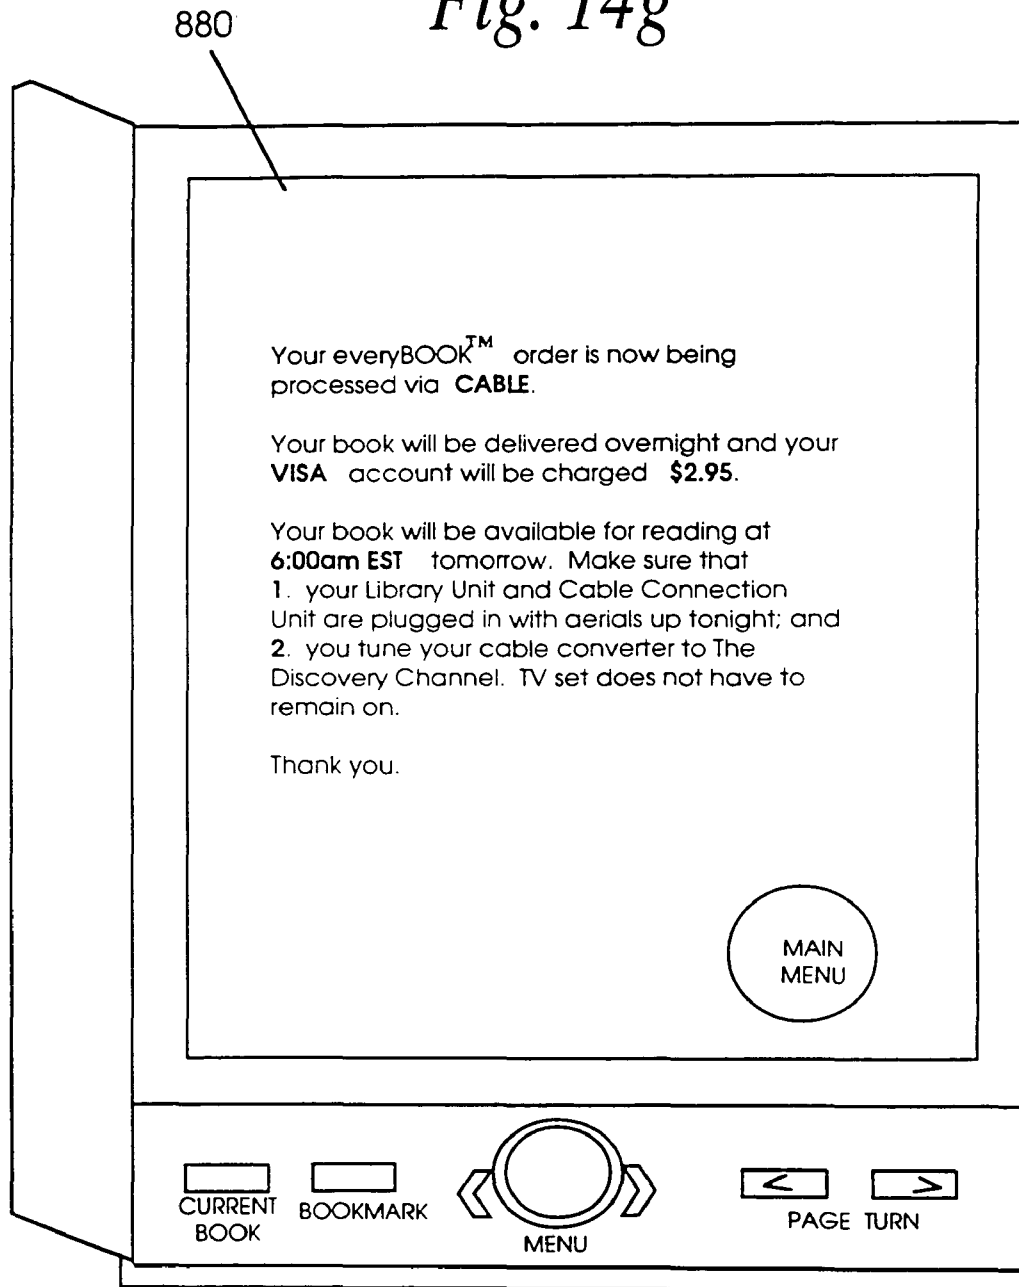 Fig. 14g
880
Your everyBOOK™ order is now being
processed via CABLE.
Your book will be delivered overnight and your
VISA account will be charged $2.95.
Your book will be available for reading at
6:00am EST tomorrow. Make sure that
1. your Library Unit and Cable Connection
Unit are plugged in with aerials up tonight; and
2. you tune your cable converter to The
Discovery Channel. TV set does not have to
remain on.
Thank you.
MAIN
MENU
< >
CURRENT
BOOK
BOOKMARK
MENU
PAGE TURN